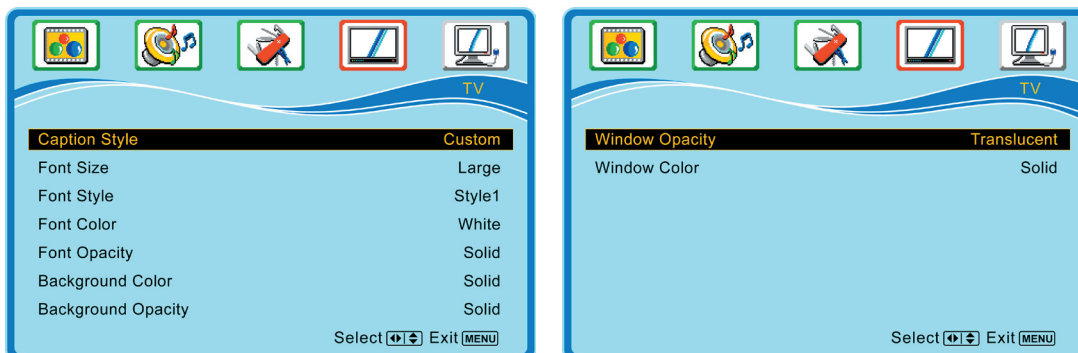 TV
Caption Style Custom
Font Size Large
Font Style Style1
Font Color White
Font Opacity Solid
Background Color Solid
Background Opacity Solid
Select Exit MENU
TV
Window Opacity Translucent
Window Color Solid
Select Exit MENU